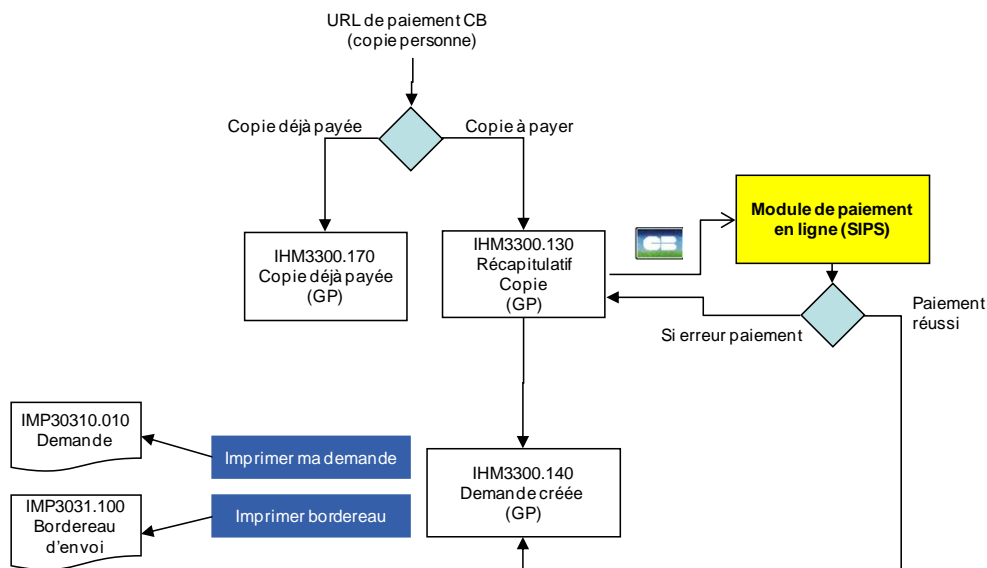 URL de paiement CB
(copie personne)
Copie déjà payée
Copie à payer
Module de paiement
en ligne (SIPS)
IHM3300.170
Copie déjà payée
(GP)
IHM3300.130
Récapitulatif
Copie
(GP)
CB
Paiement
réussi
Si erreur paiement
IMP30310.010
Demande
Imprimer ma demande
IHM3300.140
Demande créée
(GP)
IMP3031.100
Bordereau
d'envoi
Imprimer bordereau